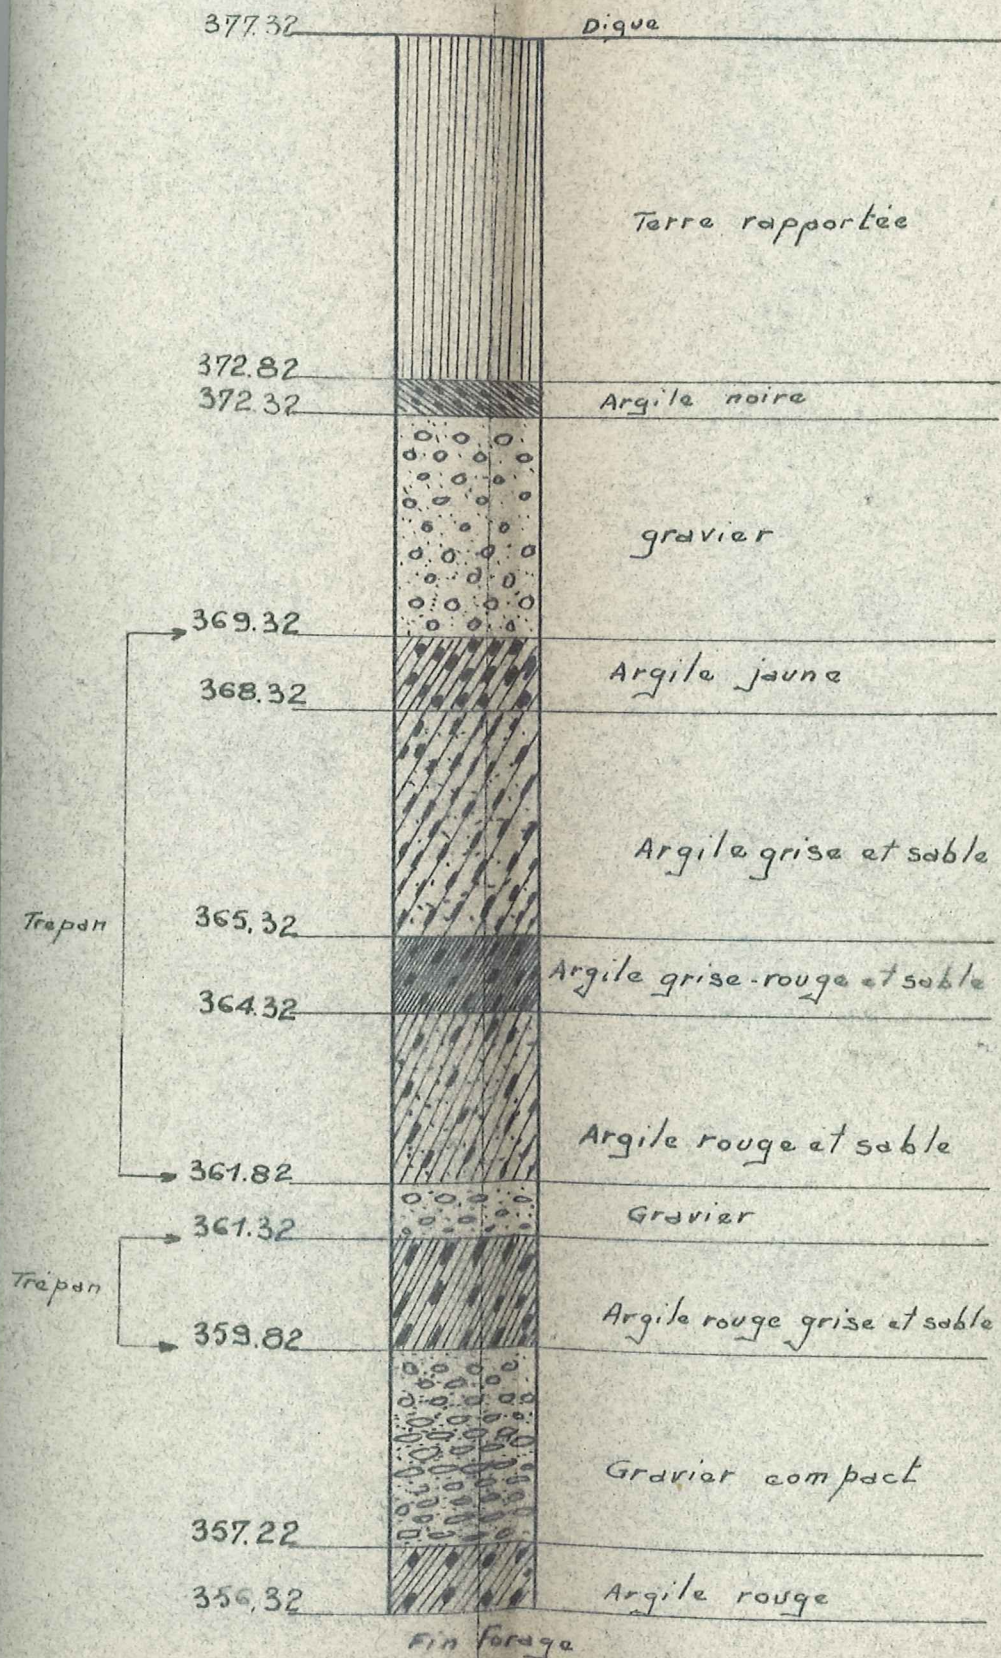 377.32 Dique
Terre rapportée
372.82
372.32 Argile noire
gravier
369.32
Argile jaune
368.32
Argile grise et sable
Trepan 365,32
Argile grise-rouge et sable
364.32
Argile rouge et sable
361.82
Gravier
361.32
Trépan
Argile rouge grise et sable
359.82
Gravier compact
357.22
Argile rouge
356,32
Fin Forage